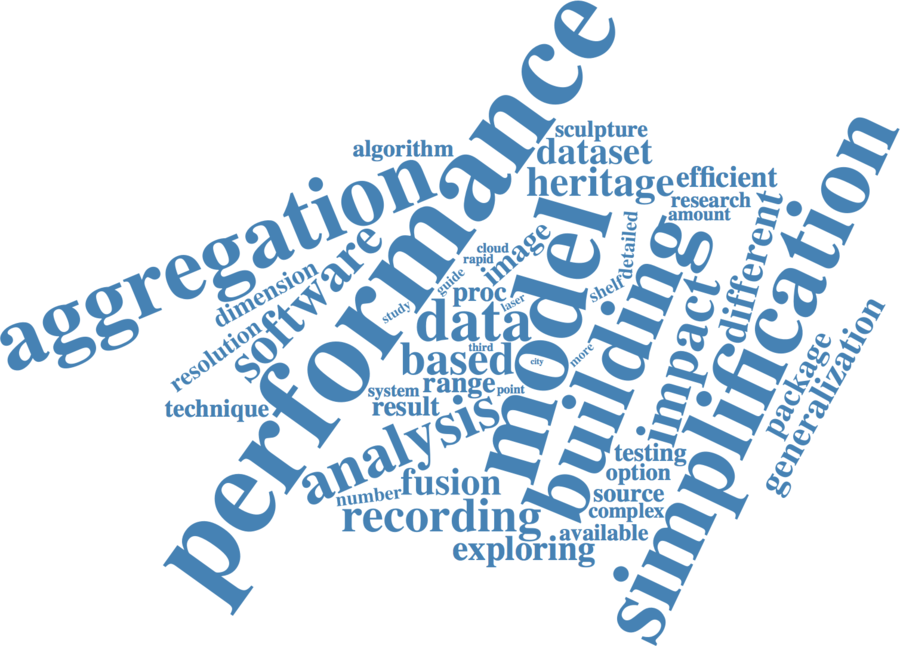 performance
sculpture
algorithm
dataset
aggregation
heritage
efficient
research
amount
simplification
different
detailed
image
cloud
rapid
software
dimension
guide
model
building
shelf
proc
laser
impact
study
data
resolution
third
more
city
based
package
generalization
range
system
point
technique
result
analysis
testing
option
fusion
number
source
complex
recording
available
exploring